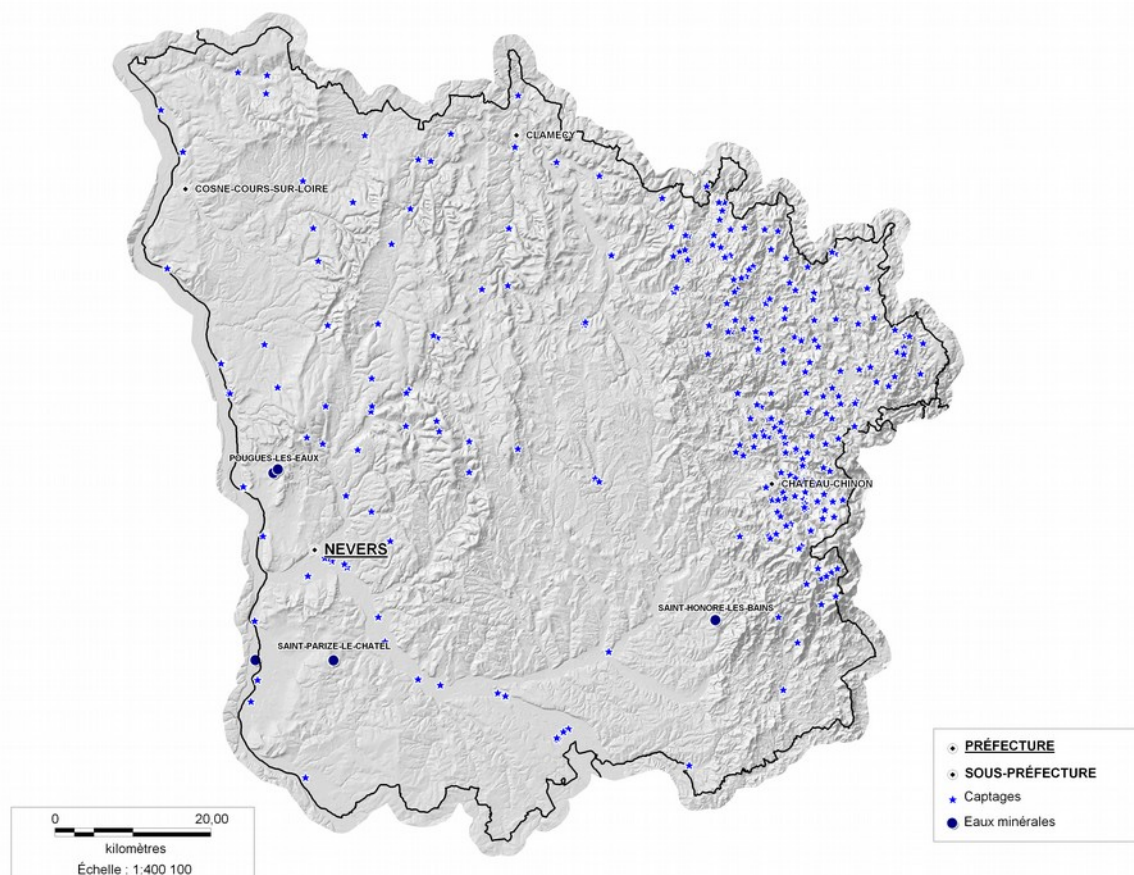 CLAMECY
COSNE-COURS-SUR-LOIRE
POUGUES-LES-EAUX
CHATEAU-CHINON
NEVERS
SAINT-HONORE-LES-BAINS
SAINT-PARIZE-LE-CHATEL
PRÉFECTURE
SOUS-PRÉFECTURE
Captages
Eaux minérales
0 20,00
kilomètres
Échelle : 1:400 100